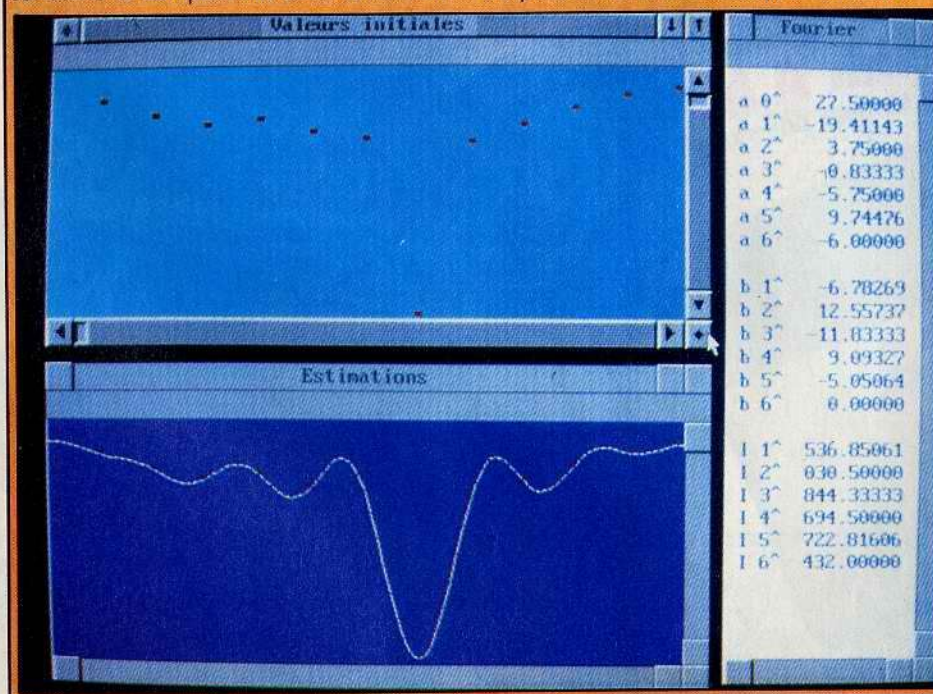 Valeurs initiales
Estimations
Fourier
a 0^ 27.50000
a 1^ -19.41143
a 2^ 3.75000
a 3^ -0.83333
a 4^ -5.75000
a 5^ 9.74476
a 6^ -6.00000
b 1^ -6.78269
b 2^ 12.55737
b 3^ -11.83333
b 4^ 9.09327
b 5^ -5.05064
b 6^ 0.00000
I 1^ 536.85061
I 2^ 030.50000
I 3^ 844.33333
I 4^ 694.50000
I 5^ 722.81606
I 6^ 432.00000